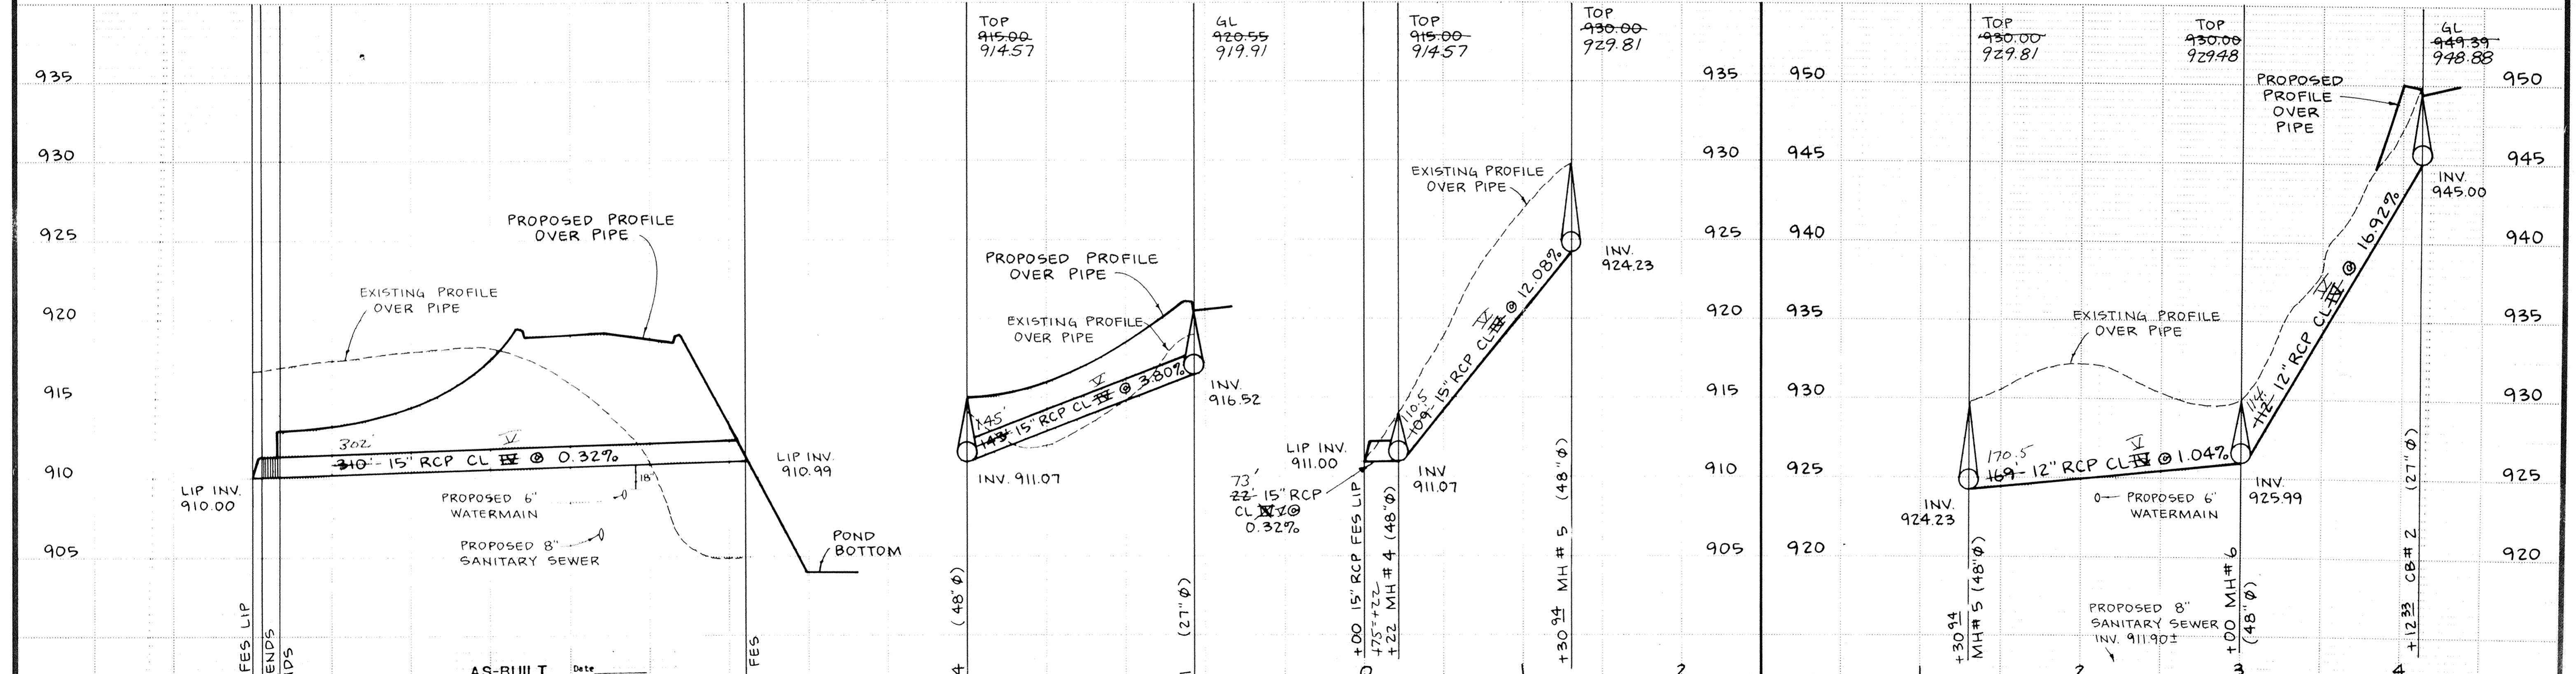 935
930
925
920
915
910
905
PROPOSED PROFILE
OVER PIPE
EXISTING PROFILE
OVER PIPE
302'
310' 15" RCP CL IV V @ 0.32%
18"
LIP INV.
910.00
LIP INV.
910.99
PROPOSED 6"
WATERMAIN
PROPOSED 8"
SANITARY SEWER
POND
BOTTOM
FES LIP
ENDS
FES
AS-BUILT Date
TOP
915.00
914.57
GL
920.55
919.91
PROPOSED PROFILE
OVER PIPE
EXISTING PROFILE
OVER PIPE
145'
143' 15" RCP CL IV V @ 3.80%
INV.
916.52
INV. 911.07
(48"Ø)
(27"Ø)
TOP
915.00
914.57
TOP
930.00
929.81
EXISTING PROFILE
OVER PIPE
110.5
109' 15" RCP CL IV V @ 12.08%
INV.
924.23
LIP INV.
911.00
INV
911.07
73'
22' 15" RCP
CL IV V @
0.32%
+00 15" RCP FES LIP
+75=+22
+22 MH # 4 (48"Ø)
+30.94 MH # 5 (48"Ø)
0
1
2
935
930
925
920
915
910
905
950
945
940
935
930
925
920
TOP
930.00
929.81
TOP
930.00
929.48
GL
949.39
948.88
PROPOSED
PROFILE
OVER
PIPE
INV.
945.00
EXISTING PROFILE
OVER PIPE
114'
112' 12" RCP CL IV V @ 16.92%
170.5
169' 12" RCP CL IV V @ 1.04%
INV.
924.23
INV.
925.99
PROPOSED 6"
WATERMAIN
PROPOSED 8"
SANITARY SEWER
INV. 911.90±
+30.94
MH# 5 (48"Ø)
+00 MH# 6
(48"Ø)
+12.33 CB# 2 (27"Ø)
1
2
3
4
950
945
940
935
930
925
920